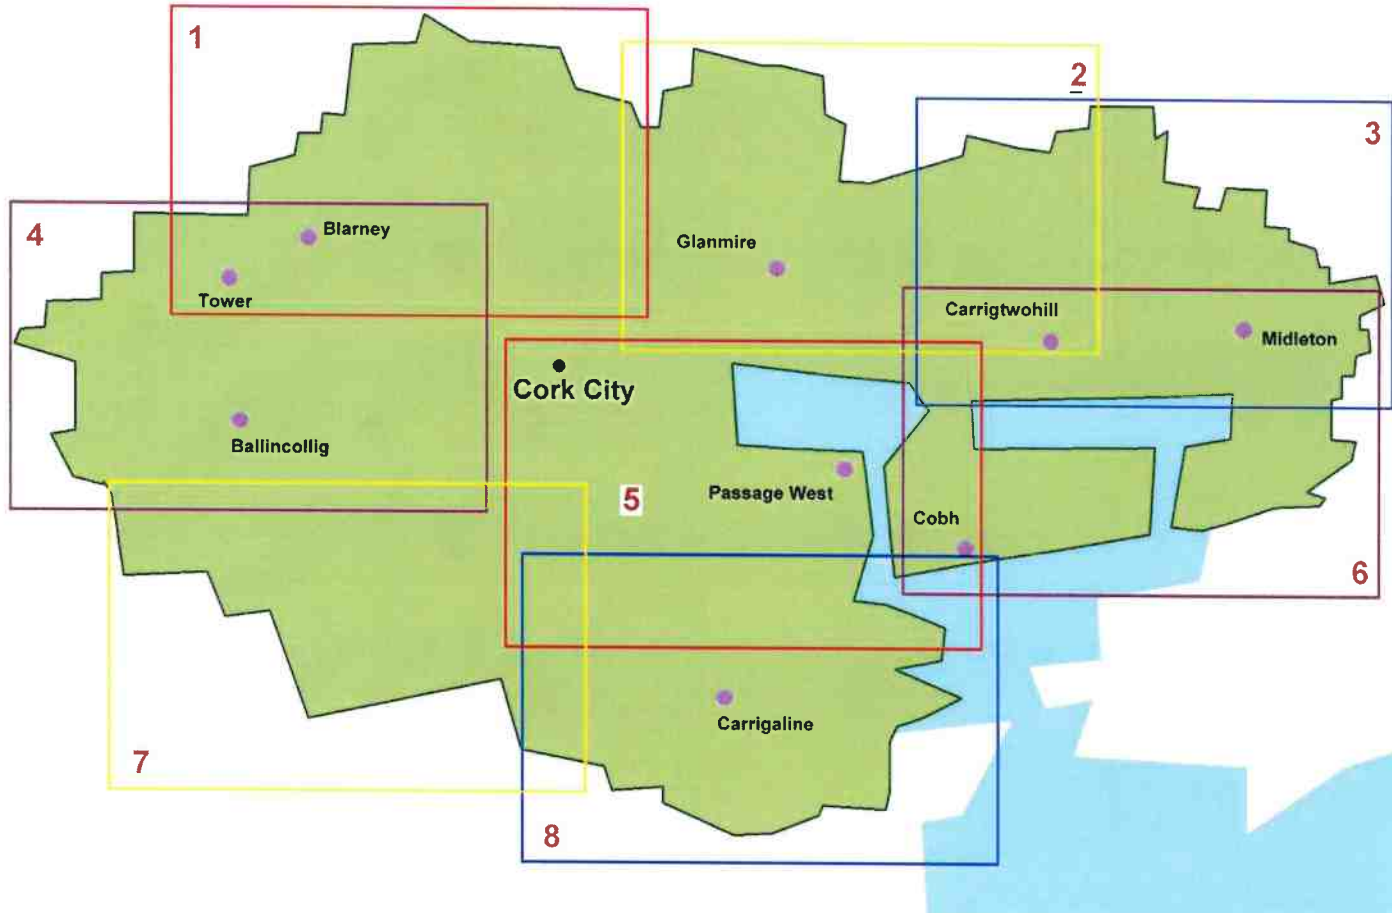 1
2
3
4
Blarney
Glanmire
Tower
Carrigtwohill
Midleton
Cork City
Ballincollig
5
Passage West
Cobh
6
Carrigaline
7
8